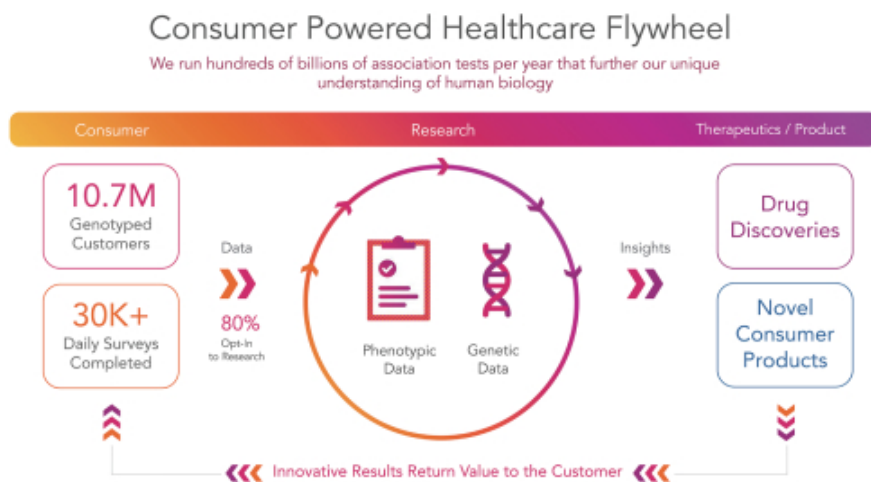 Consumer Powered Healthcare Flywheel
We run hundreds of billions of association tests per year that further our unique
understanding of human biology
Consumer
Research
Therapeutics / Product
10.7M
Genotyped
Customers
30K+
Daily Surveys
Completed
Data
80%
Opt-In
to Research
Phenotypic
Data
Genetic
Data
Insights
Drug
Discoveries
Novel
Consumer
Products
Innovative Results Return Value to the Customer